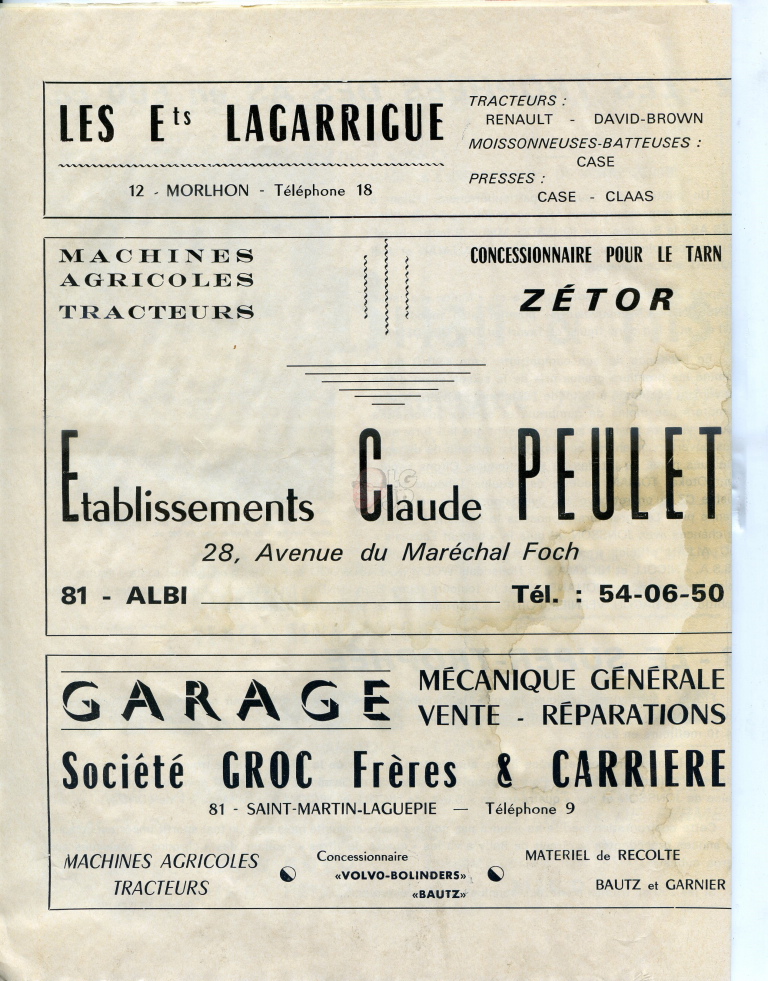 LES Ets LAGARRIGUE
12 - MORLHON - Téléphone 18
TRACTEURS :
RENAULT - DAVID-BROWN
MOISSONNEUSES-BATTEUSES :
CASE
PRESSES :
CASE - CLAAS
MACHINES
AGRICOLES
TRACTEURS
CONCESSIONNAIRE POUR LE TARN
ZÉTOR
Etablissements Claude PEULET
28, Avenue du Maréchal Foch
81 - ALBI Tél. : 54-06-50
GARAGE
MÉCANIQUE GÉNÉRALE
VENTE - RÉPARATIONS
Société GROC Frères & CARRIERE
81 - SAINT-MARTIN-LAGUEPIE — Téléphone 9
MACHINES AGRICOLES
TRACTEURS
Concessionnaire
«VOLVO-BOLINDERS»
«BAUTZ»
MATERIEL de RECOLTE
BAUTZ et GARNIER